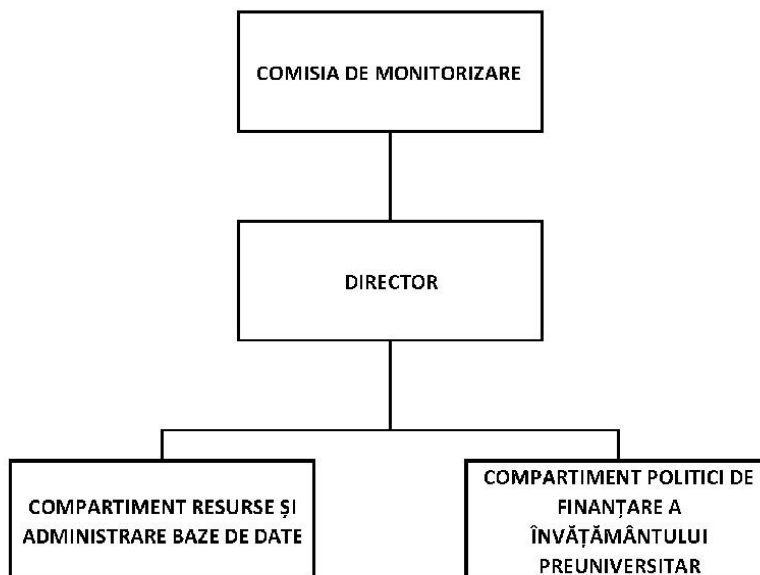 COMISIA DE MONITORIZARE
DIRECTOR
COMPARTIMENT RESURSE ȘI
ADMINISTRARE BAZE DE DATE
COMPARTIMENT POLITICI DE
FINANȚARE A
ÎNVĂȚĂMÂNTULUI
PREUNIVERSITAR